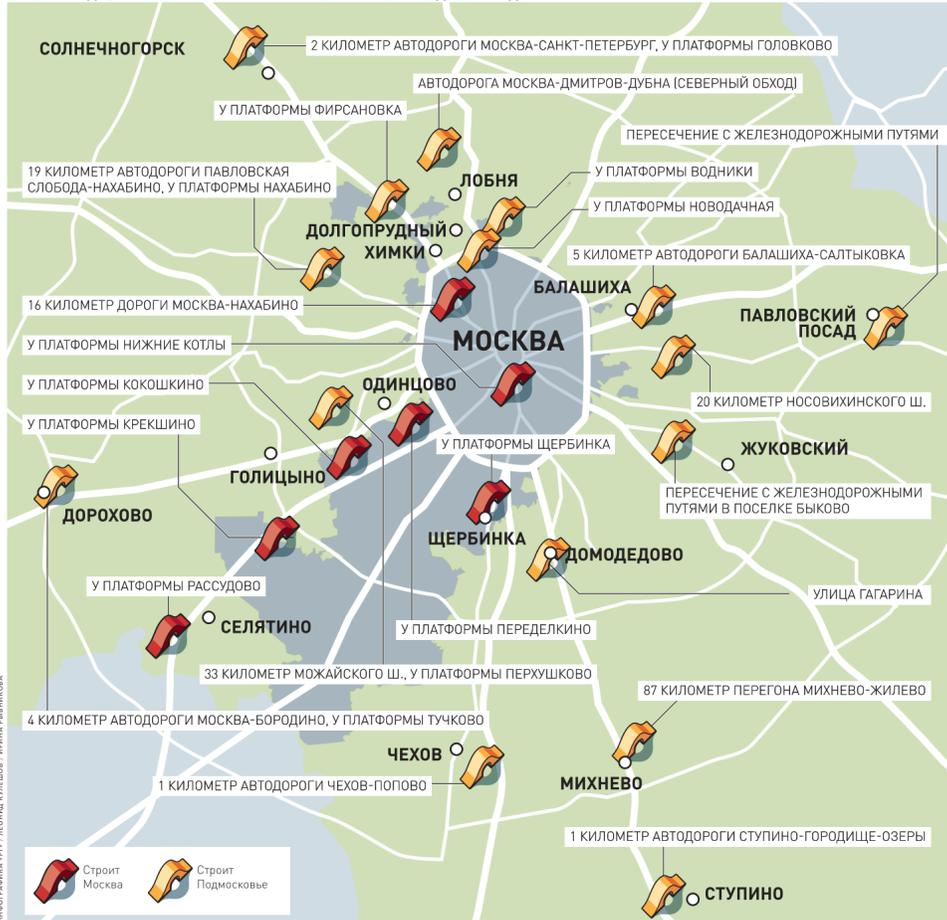 СОЛНЕЧНОГОРСК
2 КИЛОМЕТР АВТОДОРОГИ МОСКВА-САНКТ-ПЕТЕРБУРГ, У ПЛАТФОРМЫ ГОЛОВКОВО
АВТОДОРОГА МОСКВА-ДМИТРОВ-ДУБНА (СЕВЕРНЫЙ ОБХОД)
У ПЛАТФОРМЫ ФИРСАНОВКА
ПЕРЕСЕЧЕНИЕ С ЖЕЛЕЗНОДОРОЖНЫМИ ПУТЯМИ
19 КИЛОМЕТР АВТОДОРОГИ ПАВЛОВСКАЯ
СЛОБОДА-НАХАБИНО, У ПЛАТФОРМЫ НАХАБИНО
ЛОБНЯ
У ПЛАТФОРМЫ ВОДНИКИ
У ПЛАТФОРМЫ НОВОДАЧНАЯ
ДОЛГОПРУДНЫЙ
ХИМКИ
5 КИЛОМЕТР АВТОДОРОГИ БАЛАШИХА-САЛТЫКОВКА
БАЛАШИХА
16 КИЛОМЕТР ДОРОГИ МОСКВА-НАХАБИНО
ПАВЛОВСКИЙ
ПОСАД
МОСКВА
У ПЛАТФОРМЫ НИЖНИЕ КОТЛЫ
У ПЛАТФОРМЫ КОКОШКИНО
ОДИНЦОВО
20 КИЛОМЕТР НОСОВИХИНСКОГО Ш.
У ПЛАТФОРМЫ КРЕКШИНО
У ПЛАТФОРМЫ ЩЕРБИНКА
ЖУКОВСКИЙ
ГОЛИЦЫНО
ПЕРЕСЕЧЕНИЕ С ЖЕЛЕЗНОДОРОЖНЫМИ
ПУТЯМИ В ПОСЕЛКЕ БЫКОВО
ДОРОХОВО
ЩЕРБИНКА
ДОМОДЕДОВО
У ПЛАТФОРМЫ РАССУДОВО
УЛИЦА ГАГАРИНА
СЕЛЯТИНО
У ПЛАТФОРМЫ ПЕРЕДЕЛКИНО
33 КИЛОМЕТР МОЖАЙСКОГО Ш., У ПЛАТФОРМЫ ПЕРХУШКОВО
87 КИЛОМЕТР ПЕРЕГОНА МИХНЕВО-ЖИЛЕВО
4 КИЛОМЕТР АВТОДОРОГИ МОСКВА-БОРОДИНО, У ПЛАТФОРМЫ ТУЧКОВО
ЧЕХОВ
МИХНЕВО
1 КИЛОМЕТР АВТОДОРОГИ ЧЕХОВ-ПОПОВО
1 КИЛОМЕТР АВТОДОРОГИ СТУПИНО-ГОРОДИЩЕ-ОЗЕРЫ
СТУПИНО
Строит
Москва
Строит
Подмосковье